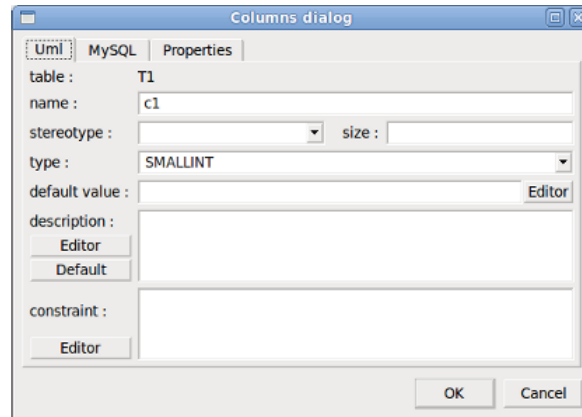 Columns dialog
Uml MySQL Properties
table : T1
name : c1
stereotype : size :
type : SMALLINT
default value : Editor
description :
Editor
Default
constraint :
Editor
OK Cancel